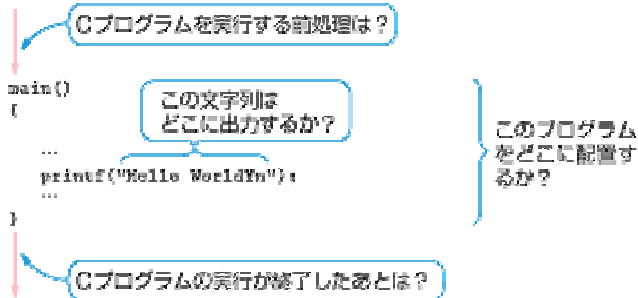 Cプログラムを実行する前処理は？
main()
{
この文字列は
どこに出力するか？
...
printf("Hello World¥n");
...
}
このプログラム
をどこに配置す
るか？
Cプログラムの実行が終了したあとは？